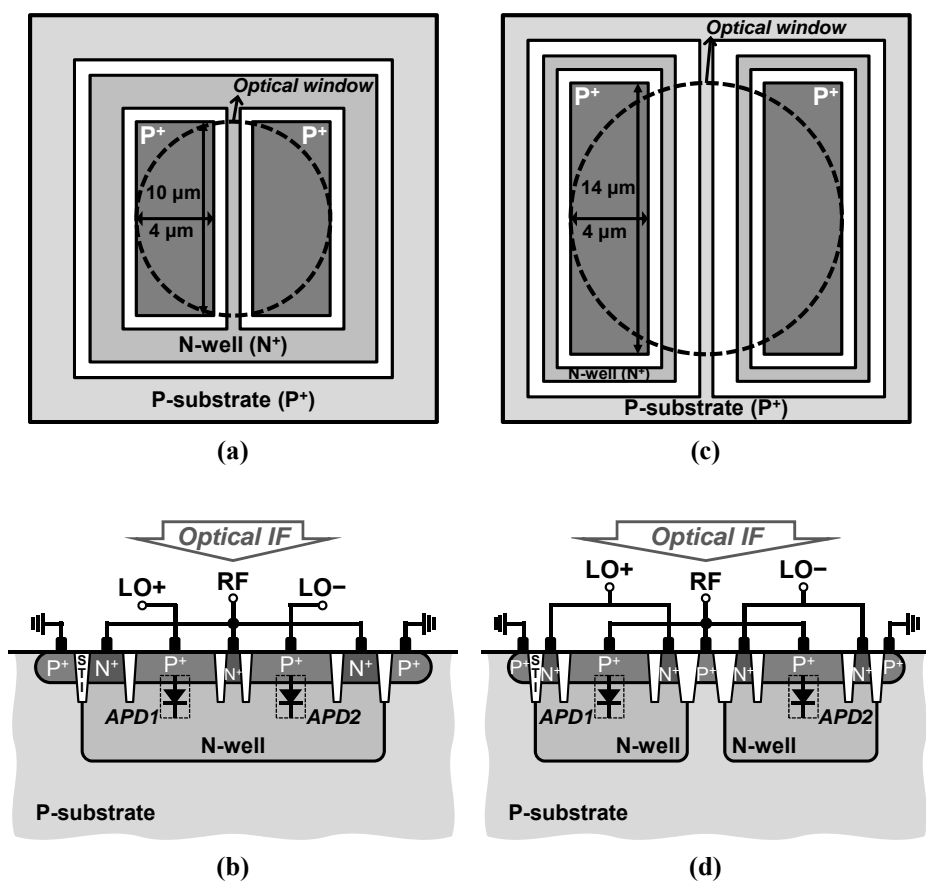 Optical window
P⁺ P⁺
10 µm
4 µm
N-well (N⁺)
P-substrate (P⁺)
(a)
Optical window
P⁺ P⁺
14 µm
4 µm
N-well (N⁺)
P-substrate (P⁺)
(c)
Optical IF
LO+ RF LO−
P⁺ STI N⁺ P⁺ N⁺ P⁺ N⁺ P⁺
APD1 APD2
N-well
P-substrate
(b)
Optical IF
LO+ RF LO−
P⁺ STI N⁺ P⁺ N⁺ P⁺ N⁺ P⁺ N⁺ P⁺
APD1 APD2
N-well N-well
P-substrate
(d)